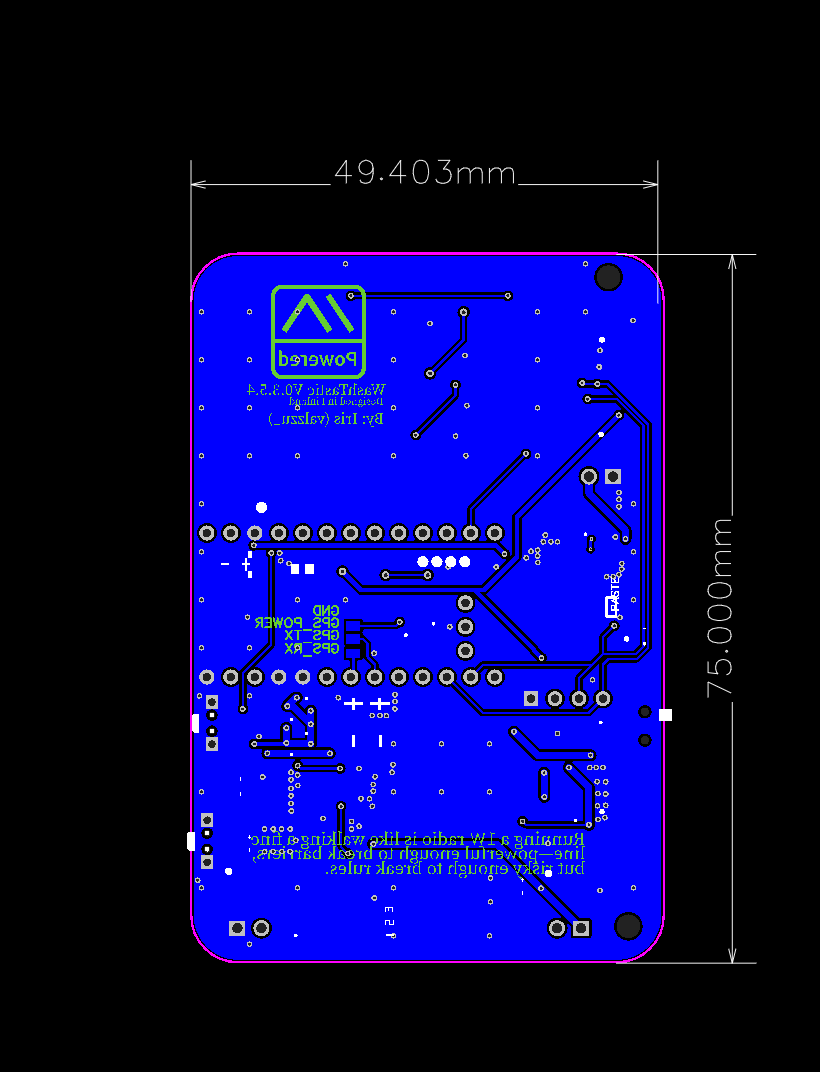 49.403mm
75.000mm
Powered
WashTastic V0.3.5.4
Designed in Finland
By: Iris (valzzu_)
GND
GPS_POWER
GPS_TX
GPS_RX
Running a 1W radio is like walking a fine
line—powerful enough to break barriers,
but risky enough to break rules.